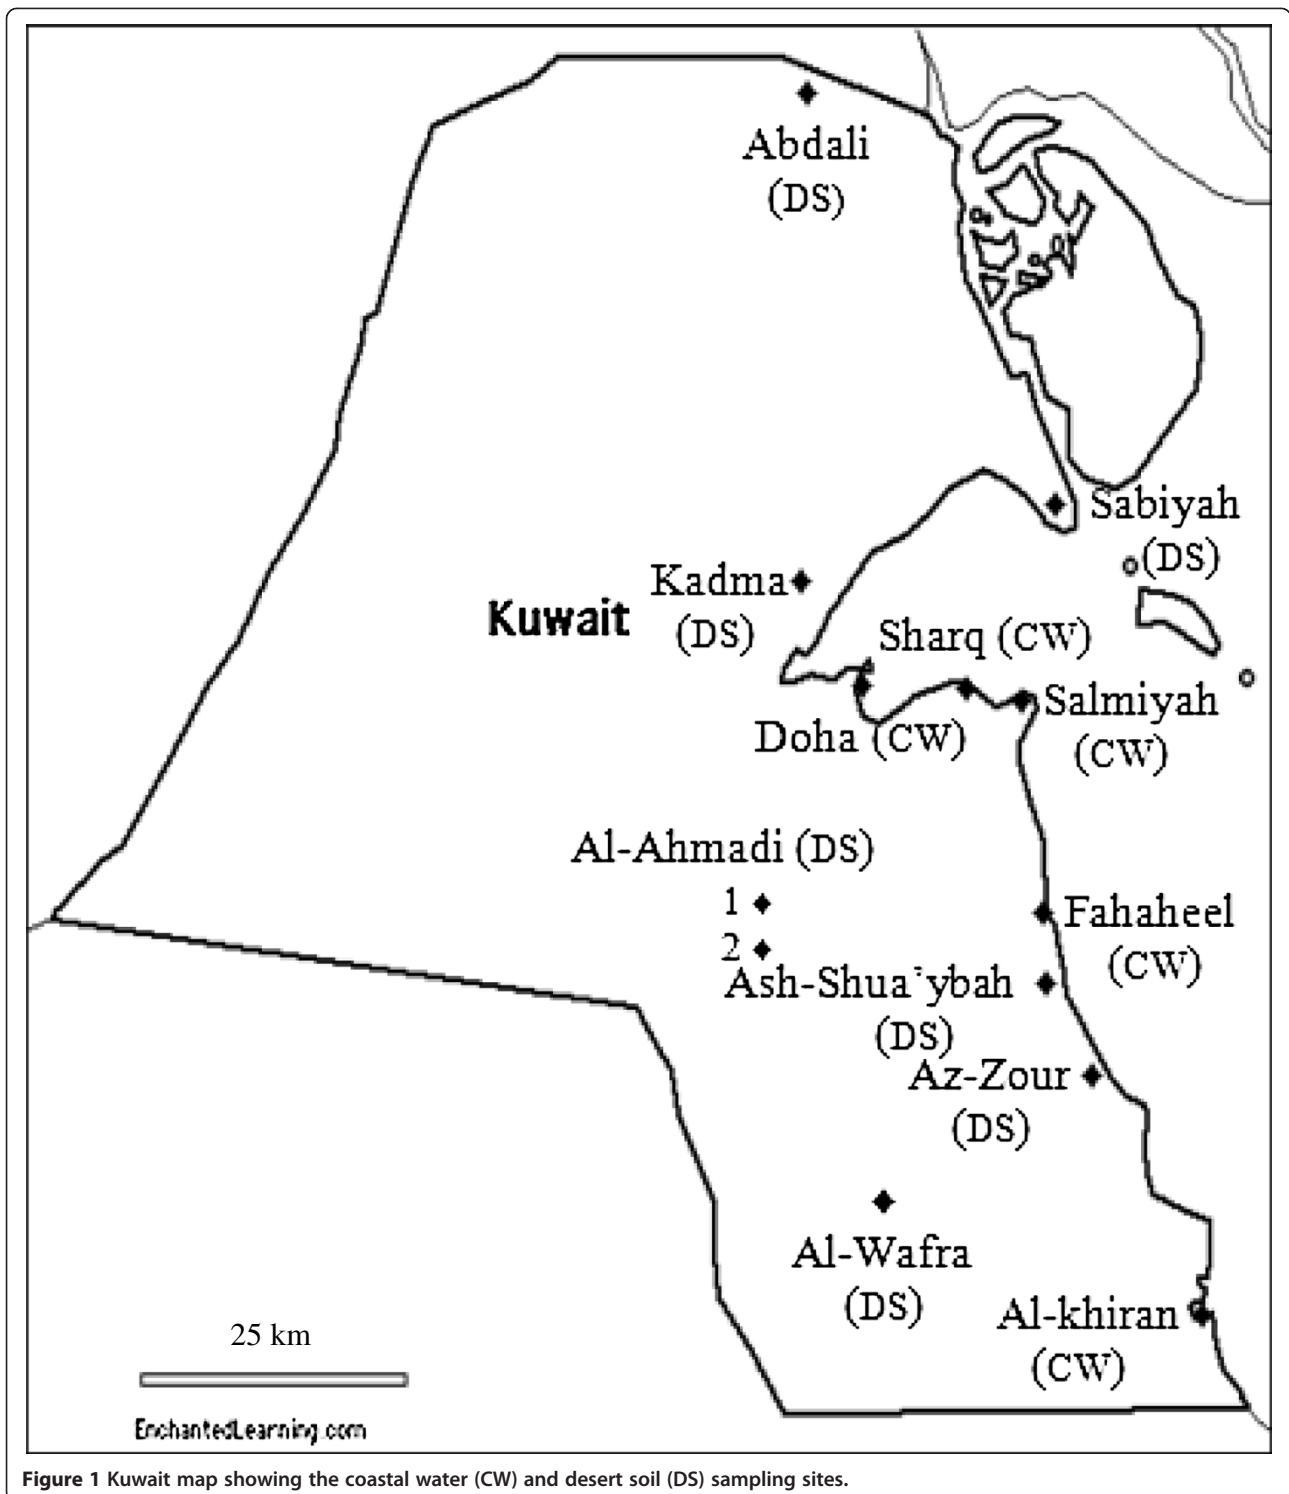 Abdali
(DS)
Sabiyah
(DS)
Kadma
(DS)
Kuwait
Sharq (CW)
Salmiyah
(CW)
Doha (CW)
Al-Ahmadi (DS)
1
2
Fahaheel
(CW)
Ash-Shua'ybah
(DS)
Az-Zour
(DS)
Al-Wafra
(DS)
Al-khiran
(CW)
25 km
EnchantedLearning.com
Figure 1 Kuwait map showing the coastal water (CW) and desert soil (DS) sampling sites.